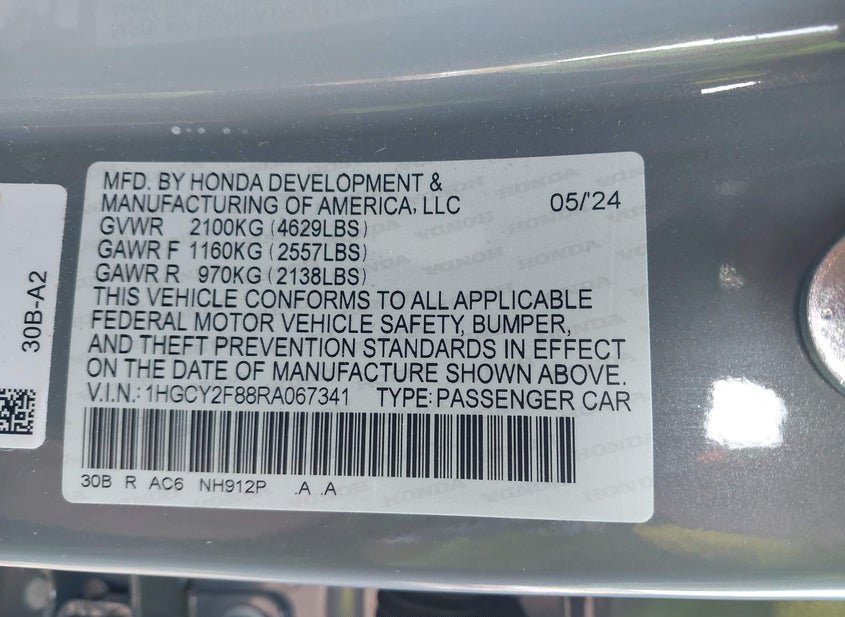 MFD. BY HONDA DEVELOPMENT &
MANUFACTURING OF AMERICA, LLC 05/'24
GVWR 2100KG (4629LBS)
GAWR F 1160KG (2557LBS)
GAWR R 970KG (2138LBS)
THIS VEHICLE CONFORMS TO ALL APPLICABLE
FEDERAL MOTOR VEHICLE SAFETY, BUMPER,
AND THEFT PREVENTION STANDARDS IN EFFECT
ON THE DATE OF MANUFACTURE SHOWN ABOVE.
V.I.N.: 1HGCY2F88RA067341 TYPE: PASSENGER CAR
30B R AC6 NH912P .A .A
30B-A2